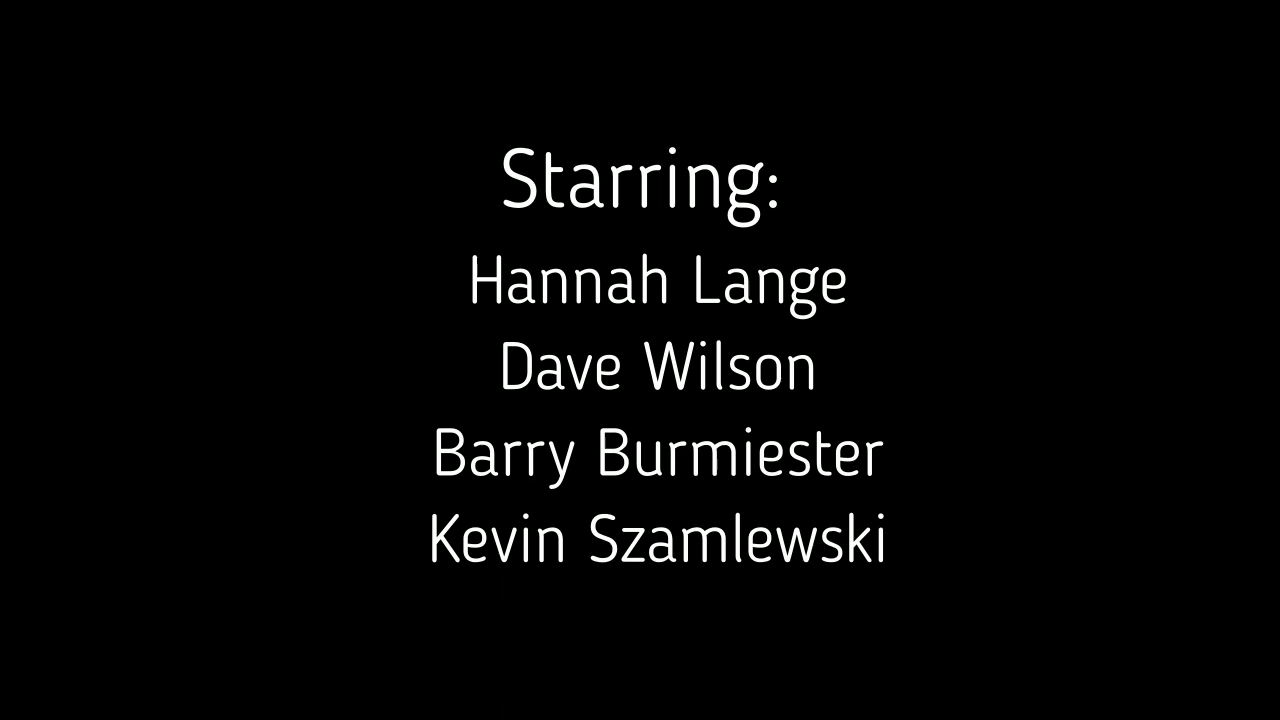 Starring:
Hannah Lange
Dave Wilson
Barry Burmiester
Kevin Szamlewski